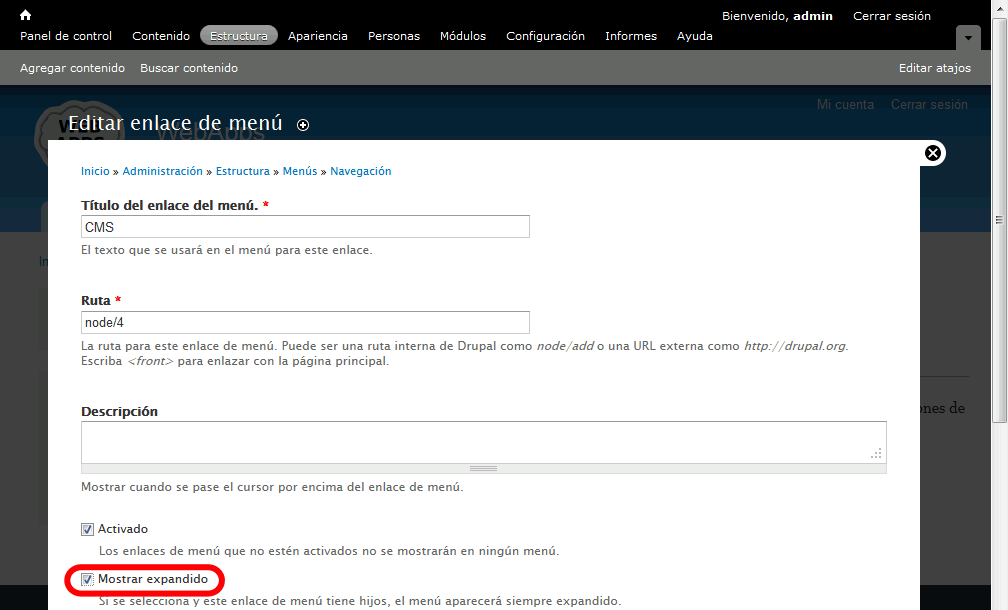 Bienvenido, admin Cerrar sesión
Panel de control Contenido Estructura Apariencia Personas Módulos Configuración Informes Ayuda
Agregar contenido Buscar contenido Editar atajos
Mi cuenta Cerrar sesión
WebApps
Editar enlace de menú
Inicio » Administración » Estructura » Menús » Navegación
Título del enlace del menú. *
CMS
El texto que se usará en el menú para este enlace.
Ruta *
node/4
La ruta para este enlace de menú. Puede ser una ruta interna de Drupal como node/add o una URL externa como http://drupal.org.
Escriba <front> para enlazar con la página principal.
Descripción
ones de
Mostrar cuando se pase el cursor por encima del enlace de menú.
Activado
Los enlaces de menú que no estén activados no se mostrarán en ningún menú.
Mostrar expandido
Si se selecciona y este enlace de menú tiene hijos, el menú aparecerá siempre expandido.